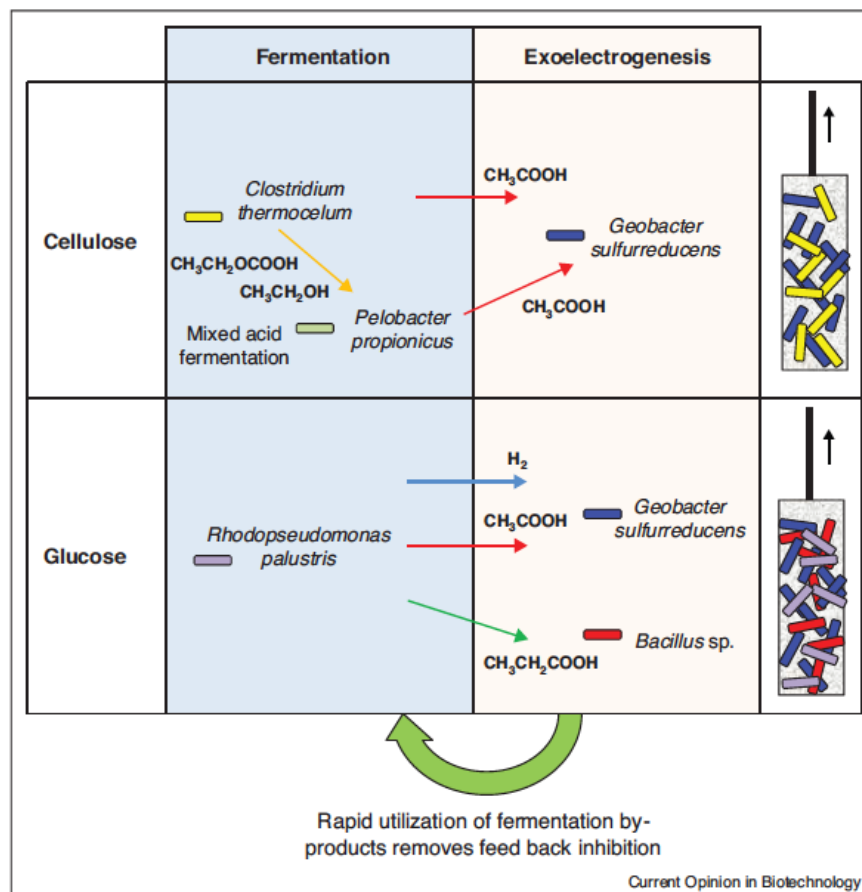 Fermentation
Exoelectrogenesis
Cellulose
Clostridium
thermocelum
CH₃CH₂OCOOH
CH₃CH₂OH
Mixed acid
fermentation
Pelobacter
propionicus
CH₃COOH
Geobacter
sulfurreducens
CH₃COOH
Glucose
Rhodopseudomonas
palustris
H₂
CH₃COOH
Geobacter
sulfurreducens
CH₃CH₂COOH
Bacillus sp.
Rapid utilization of fermentation by-
products removes feed back inhibition
Current Opinion in Biotechnology